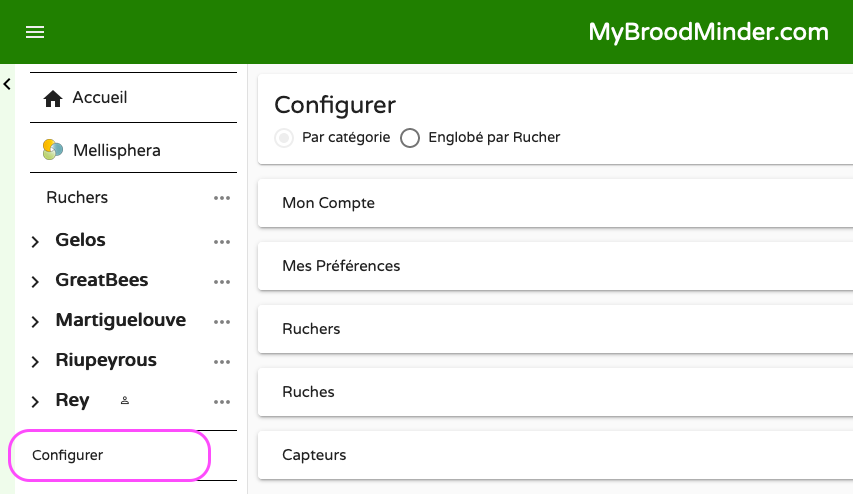 MyBroodMinder.com
Accueil
Mellisphera
Ruchers
Gelos
GreatBees
Martiguelouve
Riupeyrous
Rey
Configurer
Configurer
Par catégorie Englobé par Rucher
Mon Compte
Mes Préférences
Ruchers
Ruches
Capteurs